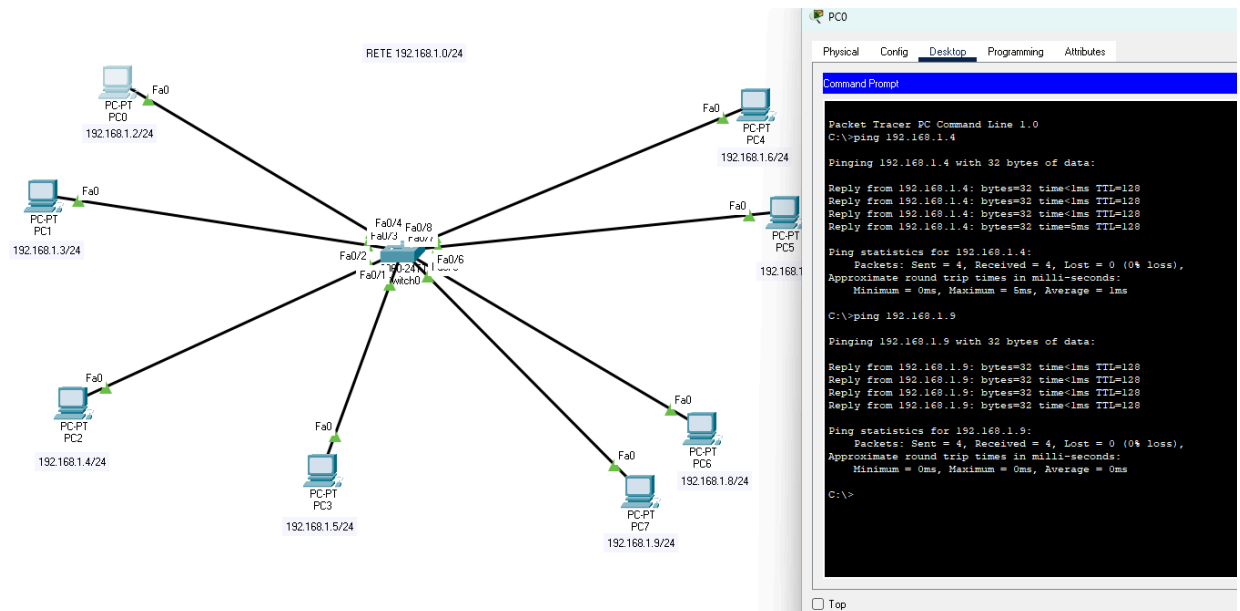 RETE 192.168.1.0/24
Fa0
PC-PT
PC0
192.168.1.2/24
Fa0
PC-PT
PC1
192.168.1.3/24
Fa0
PC-PT
PC2
192.168.1.4/24
Fa0
PC-PT
PC3
192.168.1.5/24
Fa0
PC-PT
PC4
192.168.1.6/24
Fa0
PC-PT
PC5
Fa0
PC-PT
PC6
192.168.1.8/24
Fa0
PC-PT
PC7
192.168.1.9/24
Fa0/4
Fa0/8
Fa0/3
Fa0/7
Fa0/2
Fa0/6
Fa0/1
PC0
Physical Config Desktop Programming Attributes
Command Prompt
Packet Tracer PC Command Line 1.0
C:\>ping 192.168.1.4
Pinging 192.168.1.4 with 32 bytes of data:
Reply from 192.168.1.4: bytes=32 time<1ms TTL=128
Reply from 192.168.1.4: bytes=32 time<1ms TTL=128
Reply from 192.168.1.4: bytes=32 time<1ms TTL=128
Reply from 192.168.1.4: bytes=32 time=5ms TTL=128
Ping statistics for 192.168.1.4:
Packets: Sent = 4, Received = 4, Lost = 0 (0% loss),
Approximate round trip times in milli-seconds:
Minimum = 0ms, Maximum = 5ms, Average = 1ms
C:\>ping 192.168.1.9
Pinging 192.168.1.9 with 32 bytes of data:
Reply from 192.168.1.9: bytes=32 time<1ms TTL=128
Reply from 192.168.1.9: bytes=32 time<1ms TTL=128
Reply from 192.168.1.9: bytes=32 time<1ms TTL=128
Reply from 192.168.1.9: bytes=32 time<1ms TTL=128
Ping statistics for 192.168.1.9:
Packets: Sent = 4, Received = 4, Lost = 0 (0% loss),
Approximate round trip times in milli-seconds:
Minimum = 0ms, Maximum = 0ms, Average = 0ms
C:\>
Top